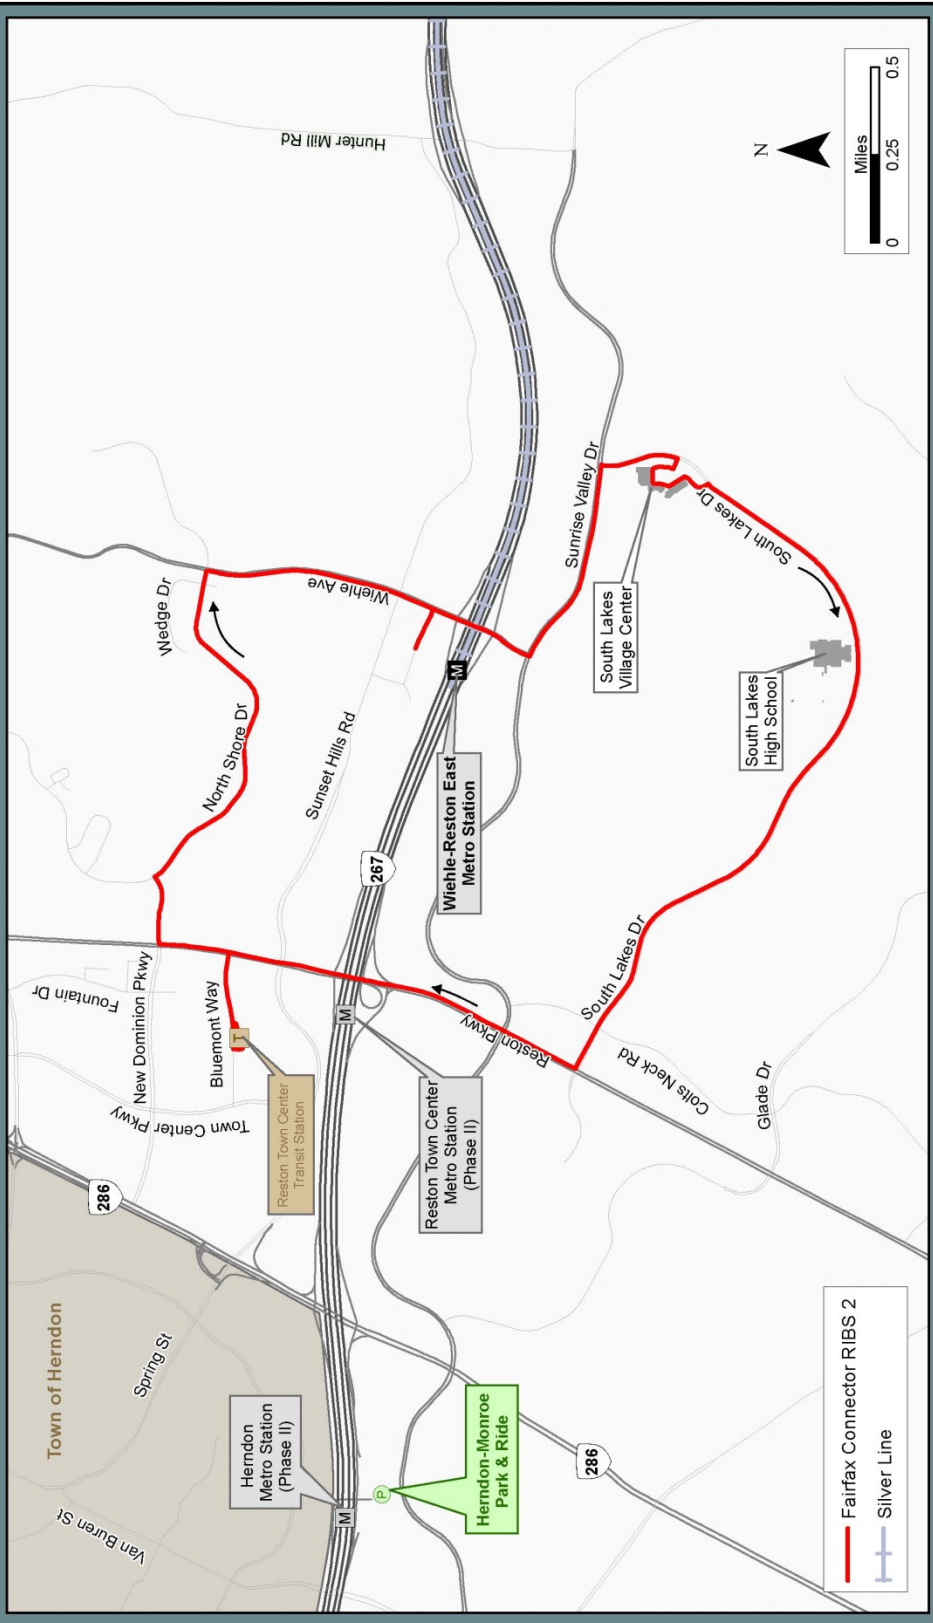 Town of Herndon
Van Buren St
Spring St
286
Herndon
Metro Station
(Phase II)
P
M
Herndon-Monroe
Park & Ride
286
Town Center Pkwy
New Dominion Pkwy
Fountain Dr
Bluemont Way
T
Reston Town Center
Transit Station
M
Reston Town Center
Metro Station
(Phase II)
Reston Pkwy
Colts Neck Rd
Glade Dr
South Lakes Dr
267
Sunset Hills Rd
North Shore Dr
Wedge Dr
Wiehle Ave
M
Wiehle-Reston East
Metro Station
Sunrise Valley Dr
South Lakes
Village Center
South Lakes Dr
South Lakes
High School
Hunter Mill Rd
N
Miles
0 0.25 0.5
Fairfax Connector RIBS 2
Silver Line